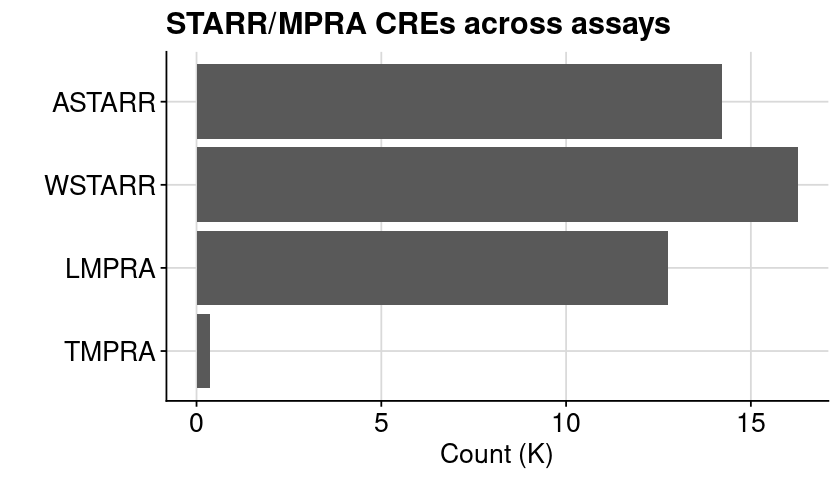 STARR/MPRA CREs across assays
ASTARR
WSTARR
LMPRA
TMPRA
0 5 10 15
Count (K)